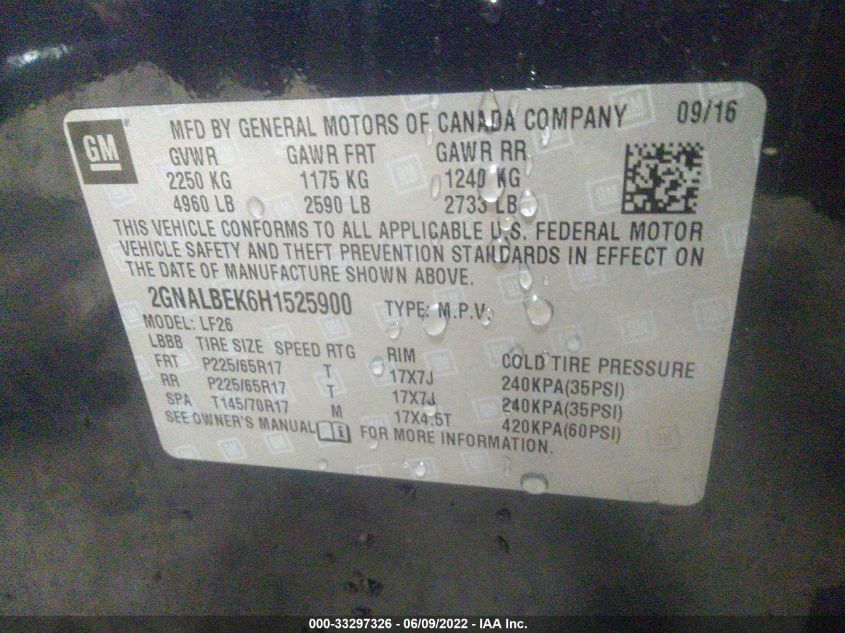 GM
MFD BY GENERAL MOTORS OF CANADA COMPANY 09/16
GVWR GAWR FRT GAWR RR
2250 KG 1175 KG 1240 KG
4960 LB 2590 LB 2733 LB
THIS VEHICLE CONFORMS TO ALL APPLICABLE U.S. FEDERAL MOTOR
VEHICLE SAFETY AND THEFT PREVENTION STANDARDS IN EFFECT ON
THE DATE OF MANUFACTURE SHOWN ABOVE.
2GNALBEK6H1525900 TYPE: M.P.V.
MODEL: LF26
LBBB TIRE SIZE SPEED RTG RIM COLD TIRE PRESSURE
FRT P225/65R17 T 17X7J 240KPA(35PSI)
RR P225/65R17 T 17X7J 240KPA(35PSI)
SPA T145/70R17 M 17X4.5T 420KPA(60PSI)
SEE OWNER'S MANUAL FOR MORE INFORMATION.
000-33297326 - 06/09/2022 - IAA Inc.